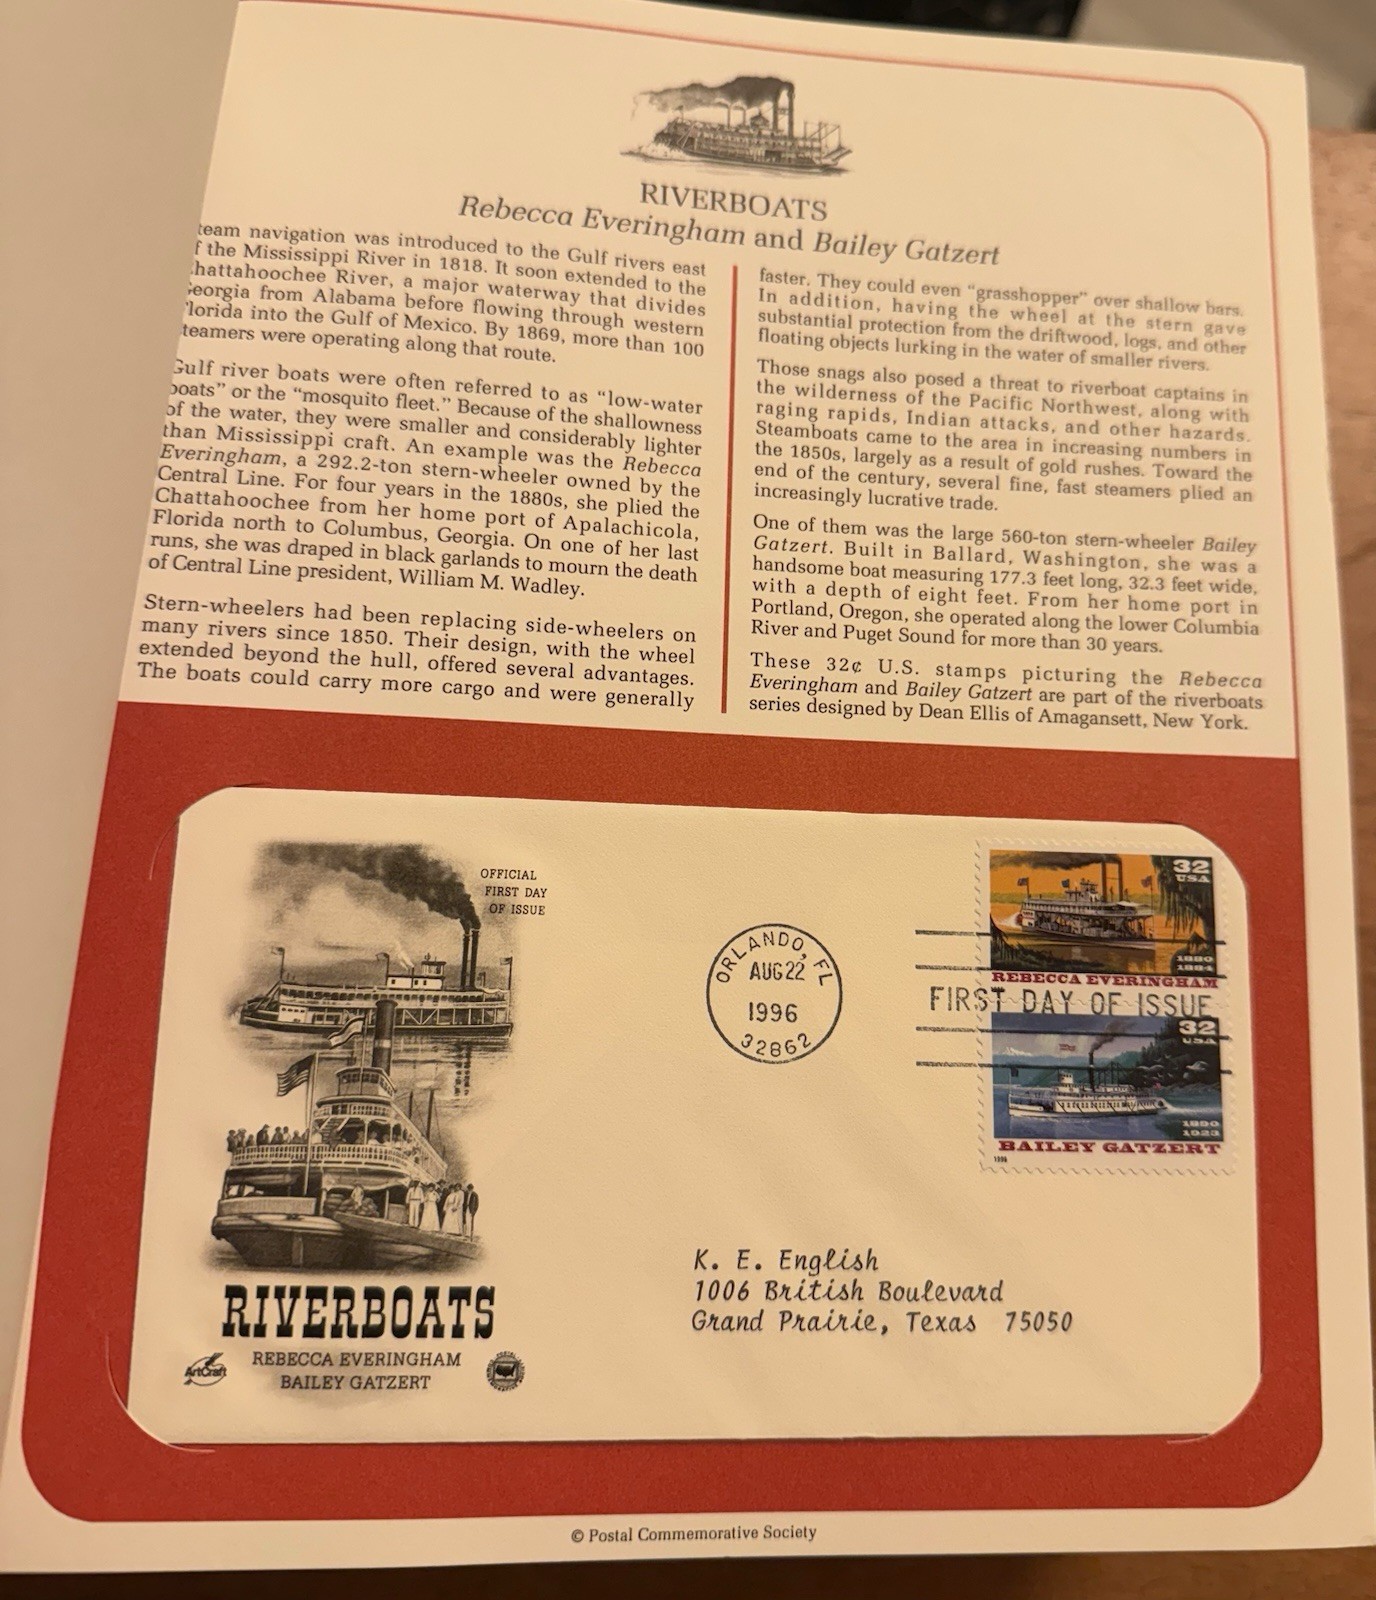 RIVERBOATS
Rebecca Everingham and Bailey Gatzert
team navigation was introduced to the Gulf rivers east
f the Mississippi River in 1818. It soon extended to the
hattahoochee River, a major waterway that divides
eorgia from Alabama before flowing through western
lorida into the Gulf of Mexico. By 1869, more than 100
teamers were operating along that route.
Gulf river boats were often referred to as “low-water
boats” or the “mosquito fleet.” Because of the shallowness
of the water, they were smaller and considerably lighter
than Mississippi craft. An example was the Rebecca
Everingham, a 292.2-ton stern-wheeler owned by the
Central Line. For four years in the 1880s, she plied the
Chattahoochee from her home port of Apalachicola,
Florida north to Columbus, Georgia. On one of her last
runs, she was draped in black garlands to mourn the death
of Central Line president, William M. Wadley.
Stern-wheelers had been replacing side-wheelers on
many rivers since 1850. Their design, with the wheel
extended beyond the hull, offered several advantages.
The boats could carry more cargo and were generally
faster. They could even “grasshopper” over shallow bars.
In addition, having the wheel at the stern gave
substantial protection from the driftwood, logs, and other
floating objects lurking in the water of smaller rivers.
Those snags also posed a threat to riverboat captains in
the wilderness of the Pacific Northwest, along with
raging rapids, Indian attacks, and other hazards.
Steamboats came to the area in increasing numbers in
the 1850s, largely as a result of gold rushes. Toward the
end of the century, several fine, fast steamers plied an
increasingly lucrative trade.
One of them was the large 560-ton stern-wheeler Bailey
Gatzert. Built in Ballard, Washington, she was a
handsome boat measuring 177.3 feet long, 32.3 feet wide,
with a depth of eight feet. From her home port in
Portland, Oregon, she operated along the lower Columbia
River and Puget Sound for more than 30 years.
These 32¢ U.S. stamps picturing the Rebecca
Everingham and Bailey Gatzert are part of the riverboats
series designed by Dean Ellis of Amagansett, New York.
OFFICIAL
FIRST DAY
OF ISSUE
ORLANDO, FL
AUG 22
1996
32862
32
USA
1880
1884
REBECCA EVERINGHAM
FIRST DAY OF ISSUE
32
USA
1890
1923
BAILEY GATZERT
1996
K. E. English
1006 British Boulevard
Grand Prairie, Texas 75050
RIVERBOATS
REBECCA EVERINGHAM
BAILEY GATZERT
ArtCraft
© Postal Commemorative Society